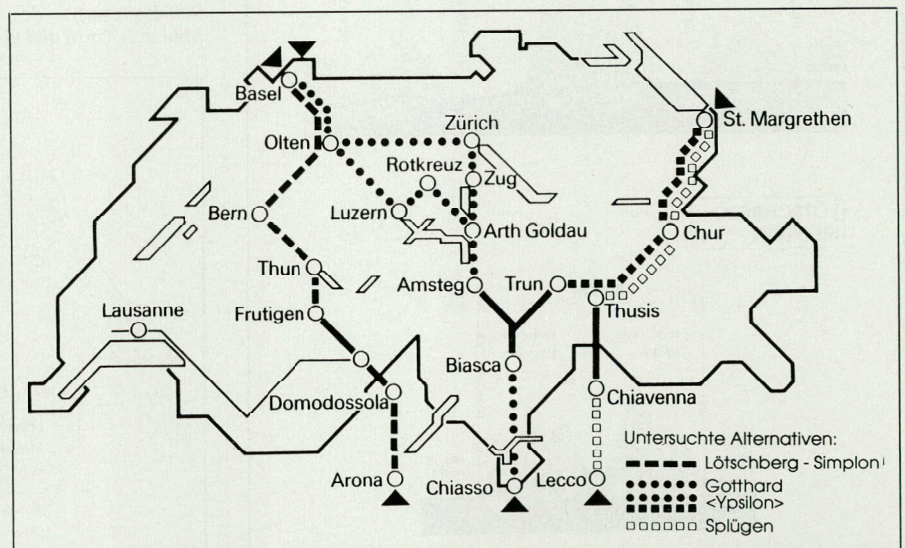 Basel
St. Margrethen
Olten
Zürich
Rotkreuz
Zug
Bern
Luzern
Arth Goldau
Chur
Thun
Amsteg
Trun
Thusis
Lausanne
Frutigen
Biasca
Domodossola
Chiavenna
Untersuchte Alternativen:
Lötschberg - Simplon
Arona
Chiasso
Lecco
Gotthard
<Ypsilon>
Splügen